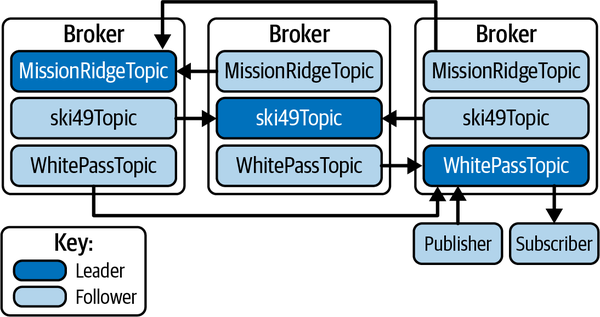 Broker
MissionRidgeTopic
ski49Topic
WhitePassTopic
Broker
MissionRidgeTopic
ski49Topic
WhitePassTopic
Broker
MissionRidgeTopic
ski49Topic
WhitePassTopic
Publisher
Subscriber
Key:
Leader
Follower